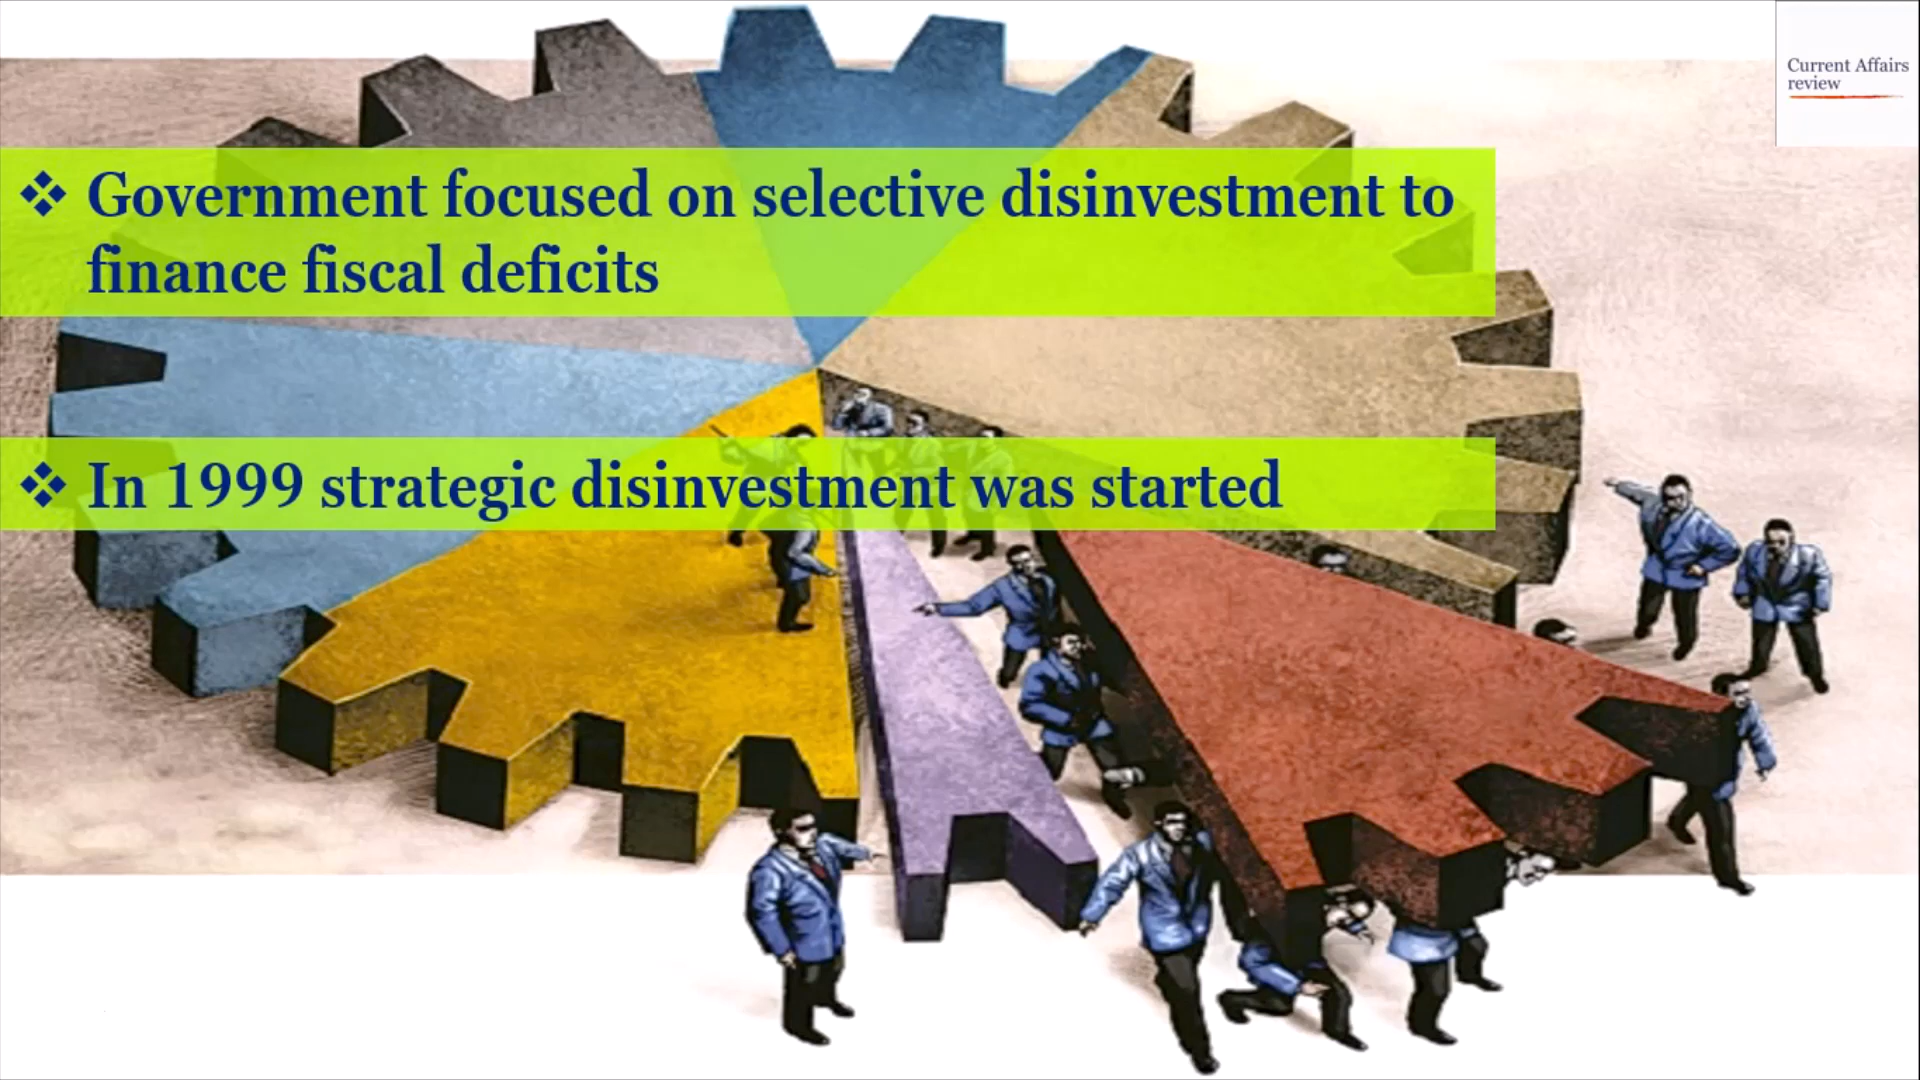 Current Affairs
review
❖ Government focused on selective disinvestment to
finance fiscal deficits
❖ In 1999 strategic disinvestment was started